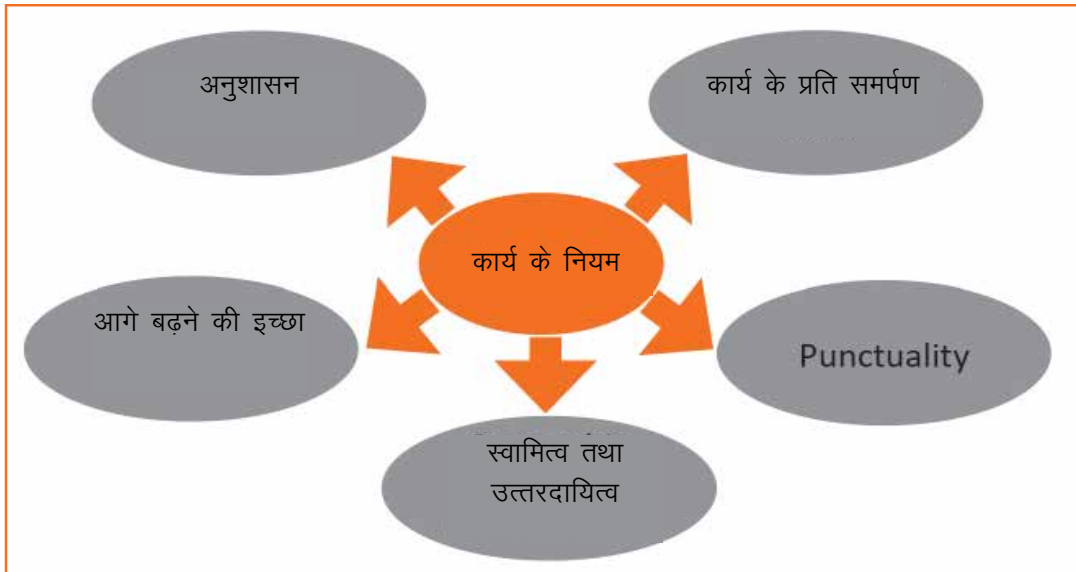 अनुशासन
कार्य के प्रति समर्पण
कार्य के नियम
आगे बढ़ने की इच्छा
Punctuality
स्वामित्व तथा
उत्तरदायित्व